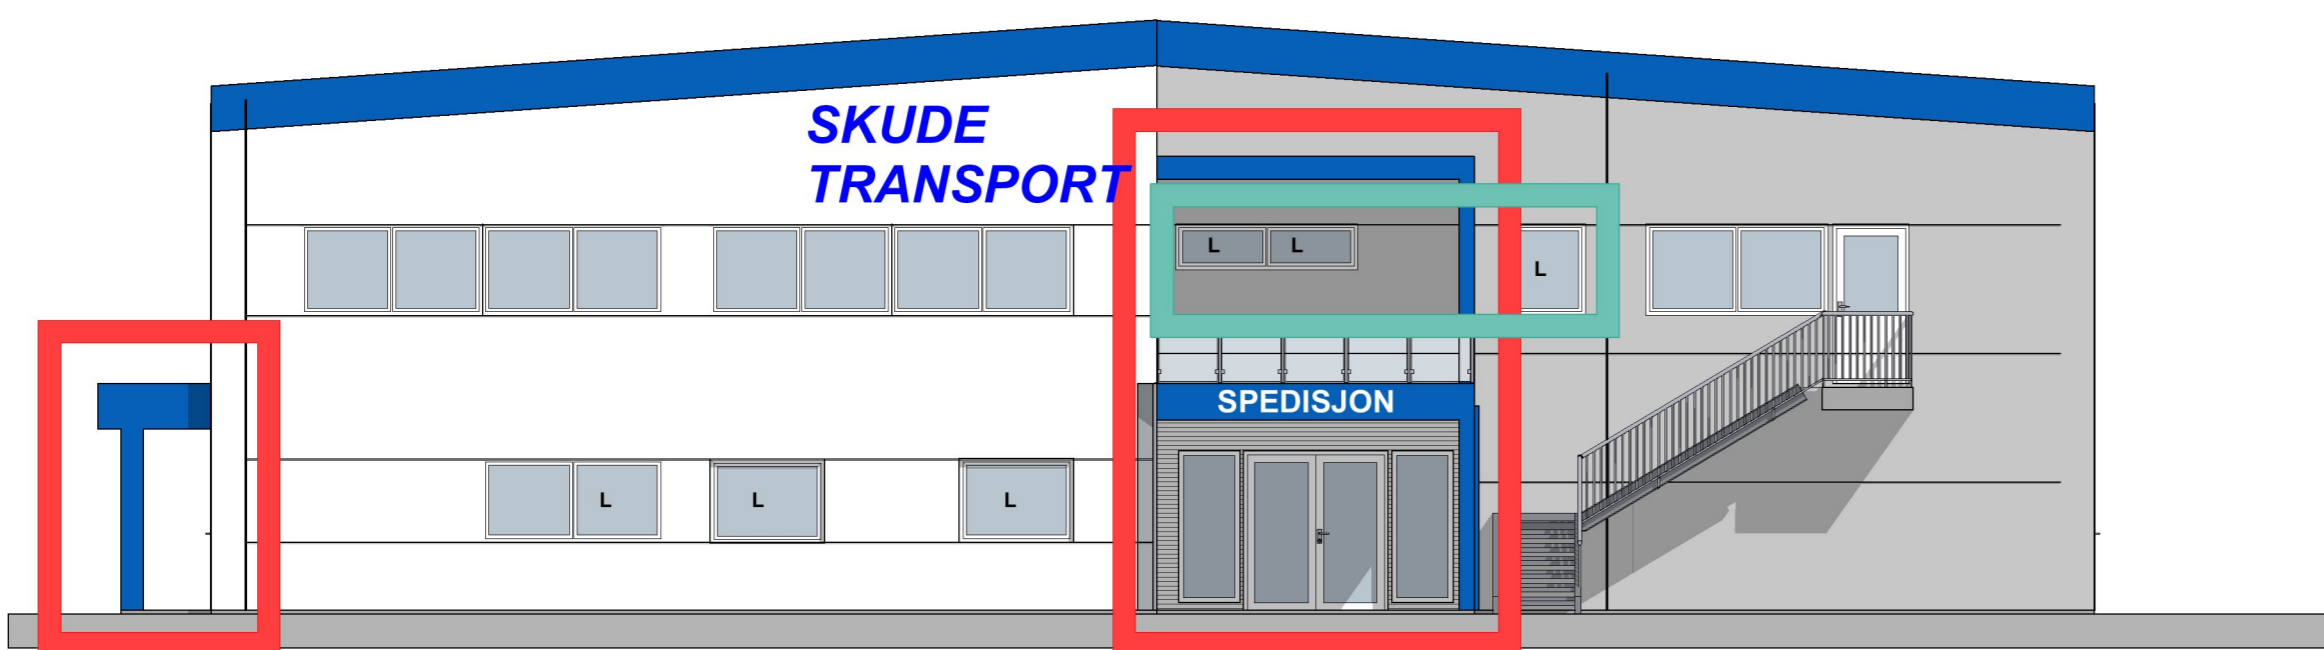 SKUDE
TRANSPORT
L L
L
SPEDISJON
L L L